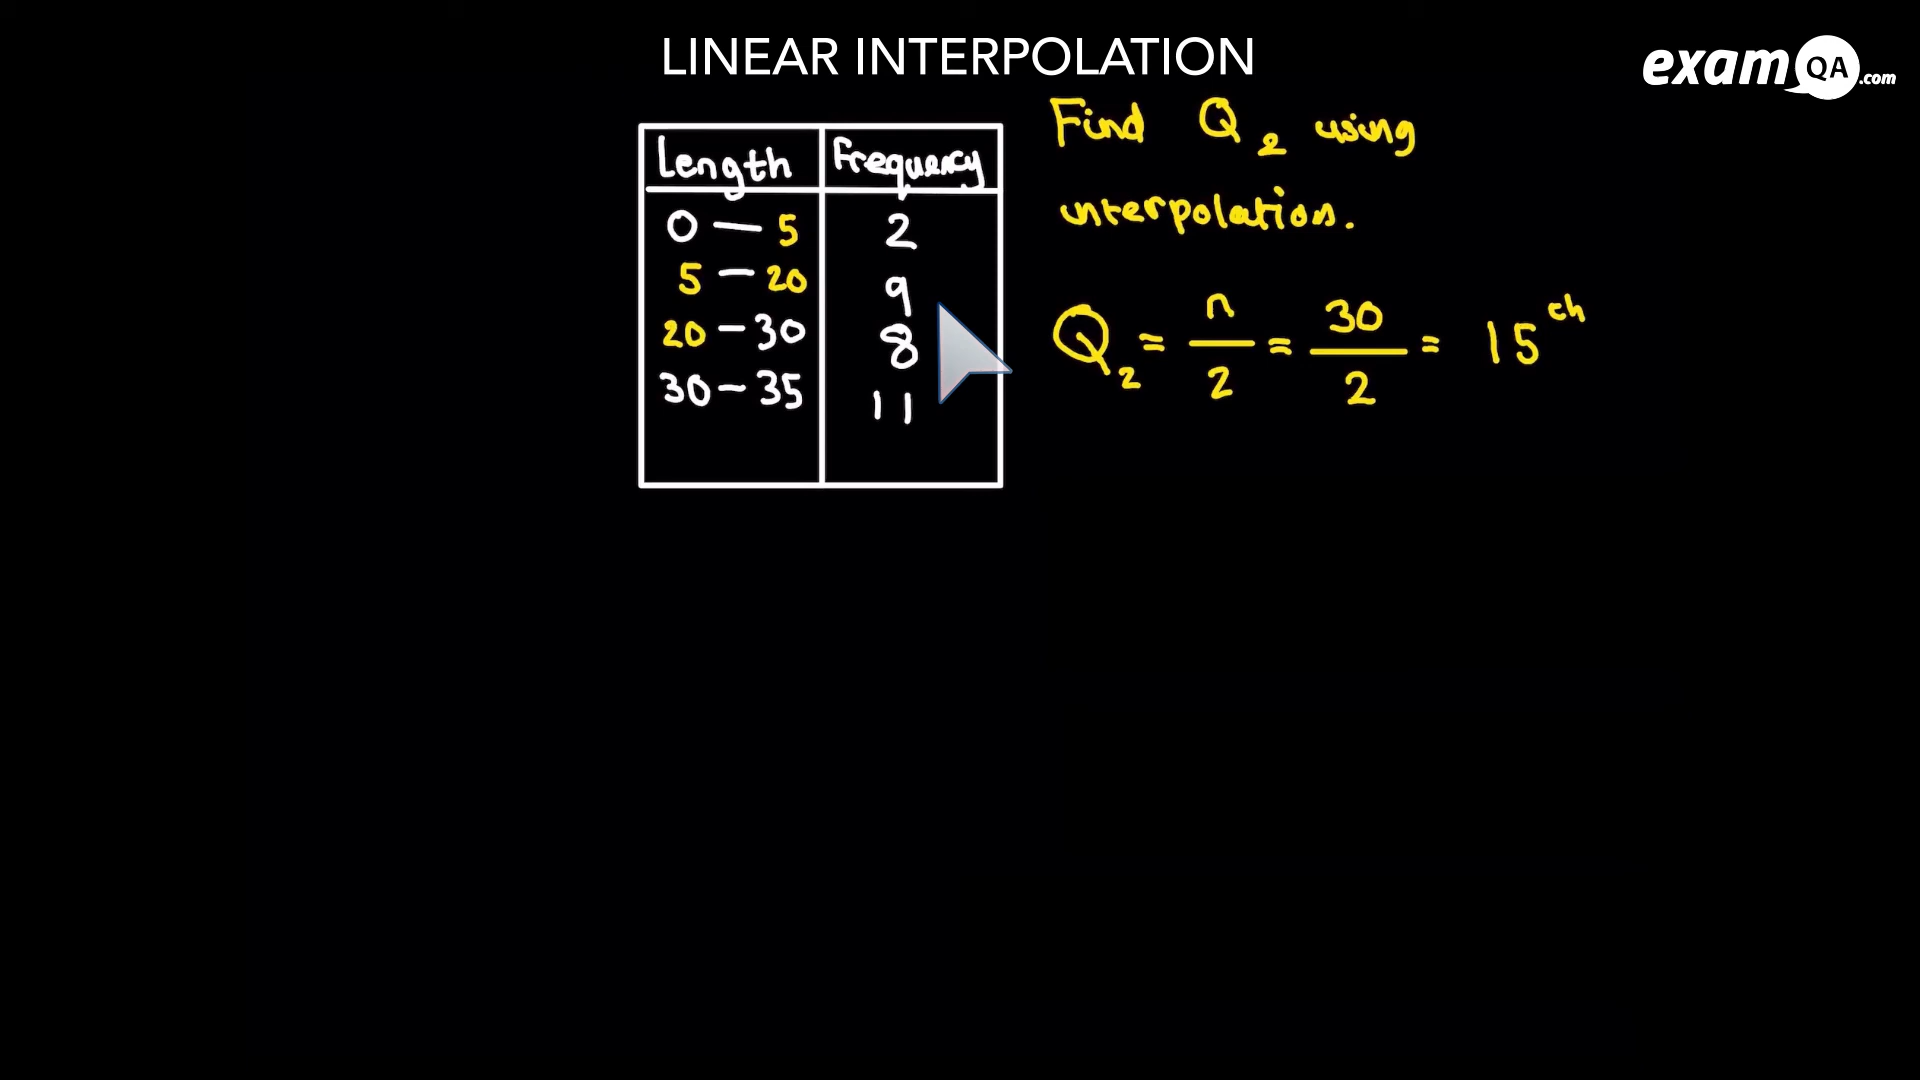 LINEAR INTERPOLATION
examQA.com
Length Frequency
0 — 5 2
5 — 20 9
20 — 30 8
30 — 35 11
Find Q2 using
interpolation.
Q2 = n/2 = 30/2 = 15th